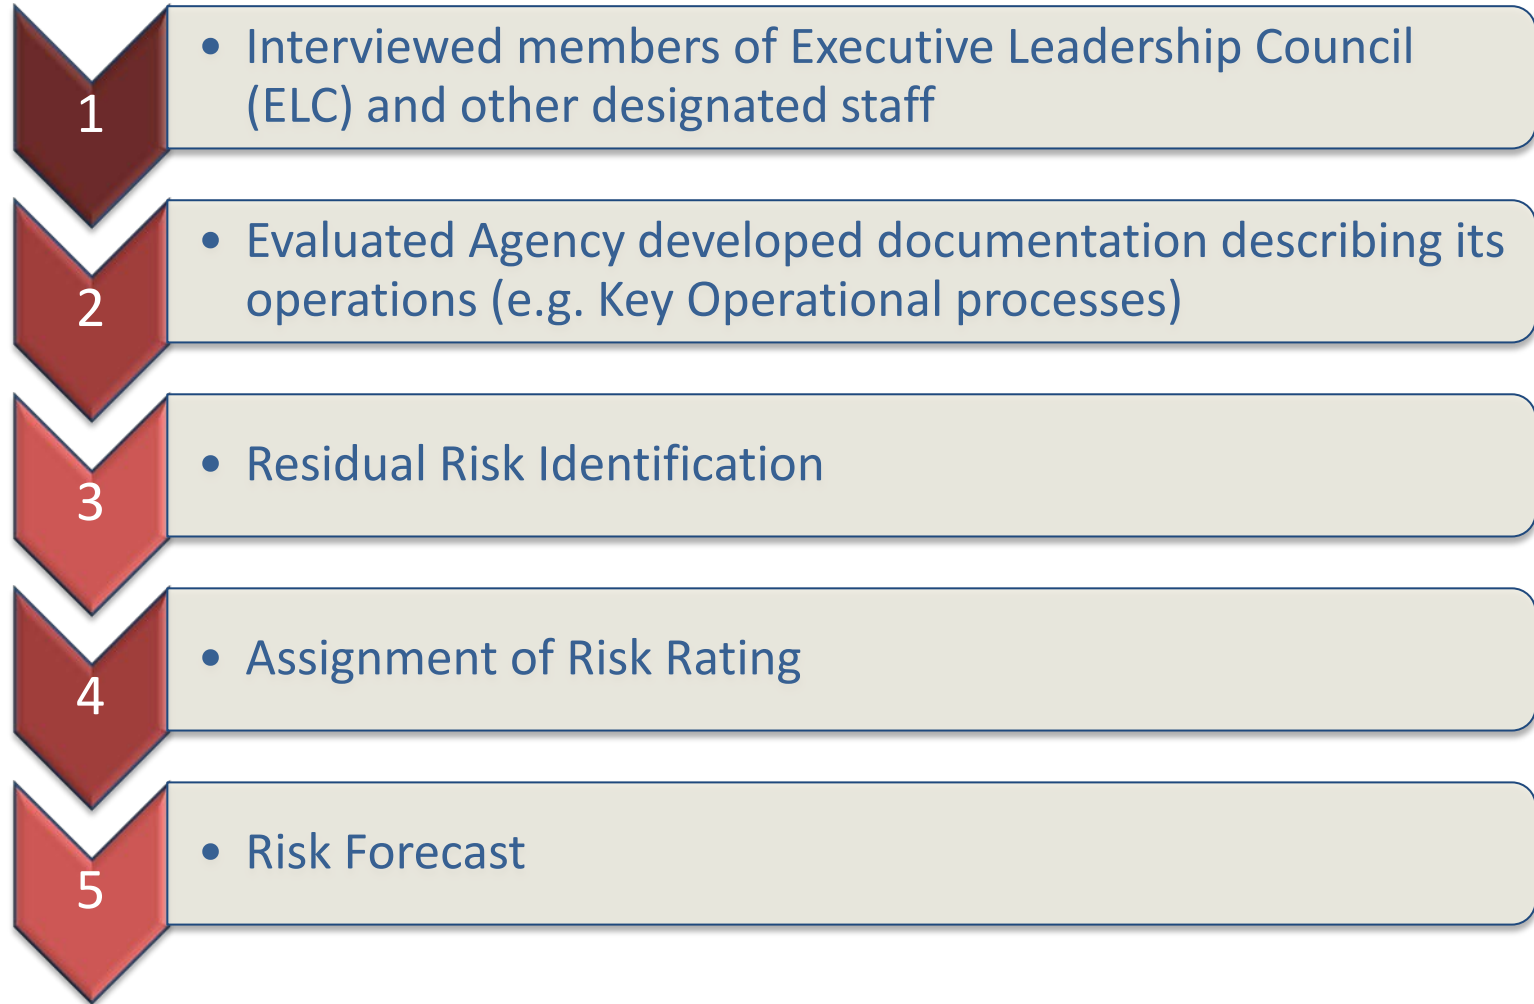 1
• Interviewed members of Executive Leadership Council
(ELC) and other designated staff
2
• Evaluated Agency developed documentation describing its
operations (e.g. Key Operational processes)
3
• Residual Risk Identification
4
• Assignment of Risk Rating
5
• Risk Forecast